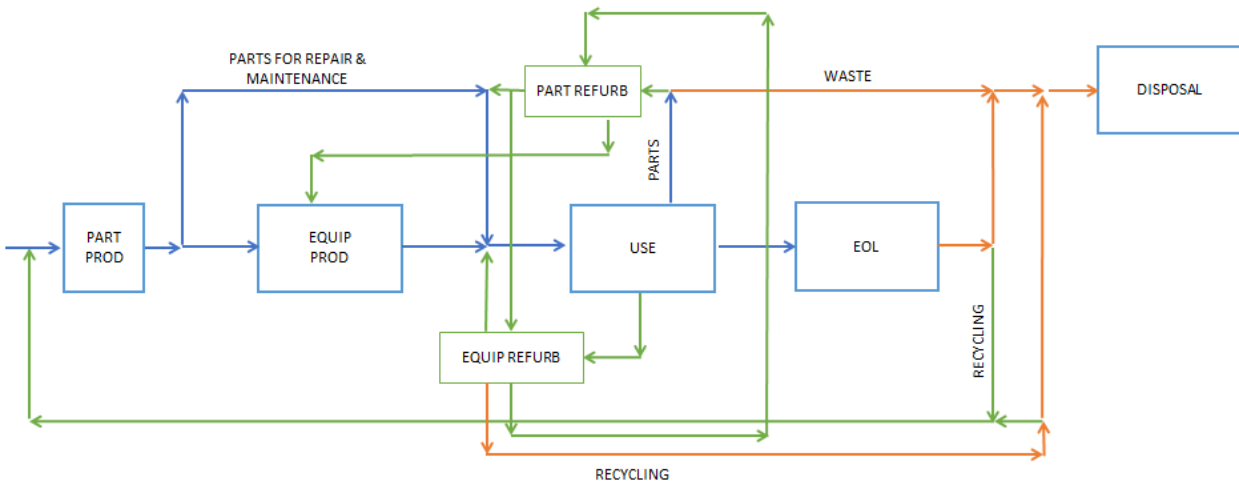 PARTS FOR REPAIR &
MAINTENANCE
PART REFURB
WASTE
DISPOSAL
PARTS
PART
PROD
EQUIP
PROD
USE
EOL
EQUIP REFURB
RECYCLING
RECYCLING